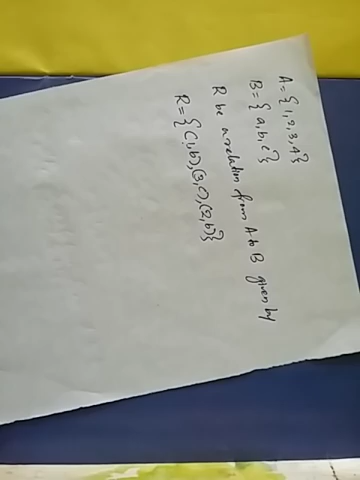 A = {1, 2, 3, 4}
B = {a, b, c}
R be a relation from A to B given by
R = {(1, b), (3, c), (2, b)}